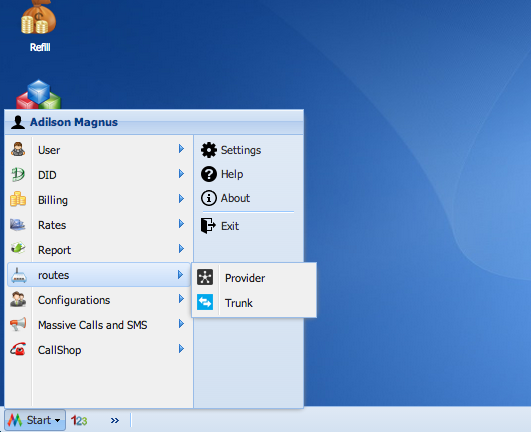 Refill
Adilson Magnus
User
DID
Billing
Rates
Report
routes
Configurations
Massive Calls and SMS
CallShop
Settings
Help
About
Exit
Provider
Trunk
Start
123
»